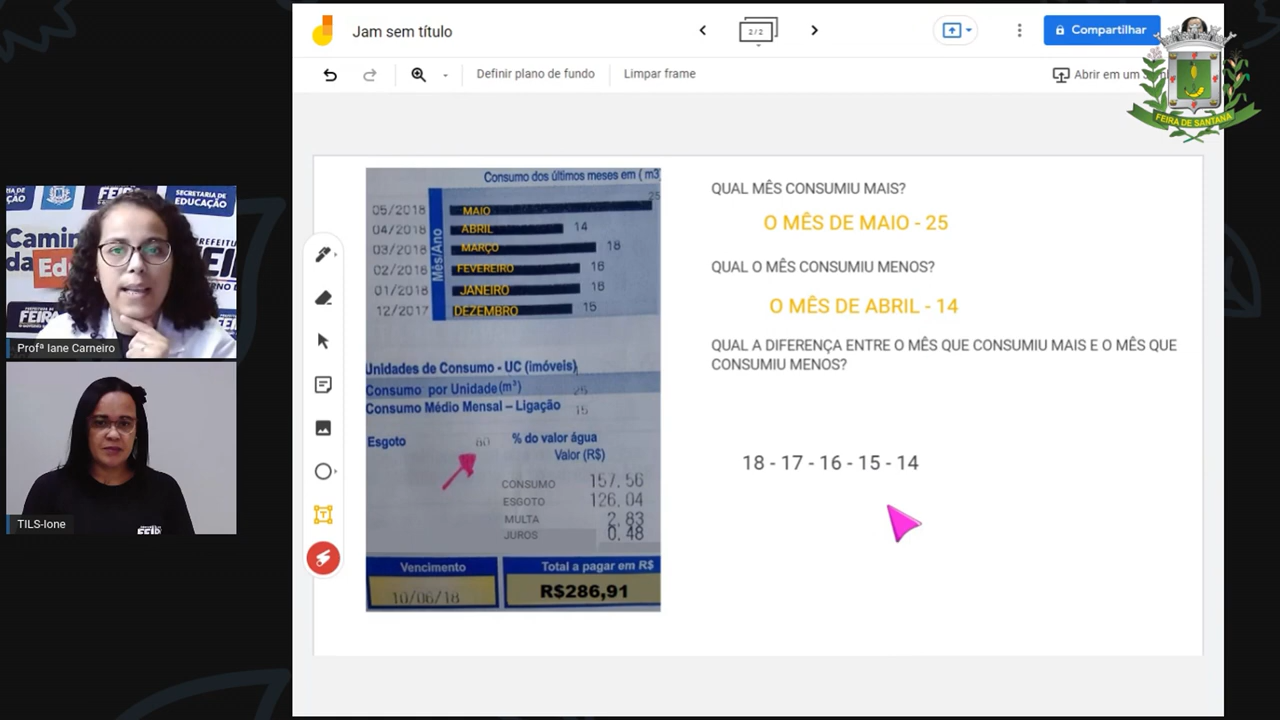 Jam sem título
2/2
Compartilhar
Definir plano de fundo
Limpar frame
Abrir em um
FEIRA DE SANTANA
SECRETARIA DE
EDUCAÇÃO
Profª Iane Carneiro
TILS-Ione
Consumo dos últimos meses em ( m3
Mês/Ano
05/2018 MAIO 25
04/2018 ABRIL 14
03/2018 MARÇO 18
02/2018 FEVEREIRO 16
01/2018 JANEIRO 16
12/2017 DEZEMBRO 15
Unidades de Consumo - UC (imóveis)
Consumo por Unidade (m³) 25
Consumo Médio Mensal – Ligação 15
Esgoto 80 % do valor água
Valor (R$)
CONSUMO 157.56
ESGOTO 126.04
MULTA 2.83
JUROS 0.48
Vencimento
10/06/18
Total a pagar em R$
R$286,91
QUAL MÊS CONSUMIU MAIS?
O MÊS DE MAIO - 25
QUAL O MÊS CONSUMIU MENOS?
O MÊS DE ABRIL - 14
QUAL A DIFERENÇA ENTRE O MÊS QUE CONSUMIU MAIS E O MÊS QUE
CONSUMIU MENOS?
18 - 17 - 16 - 15 - 14